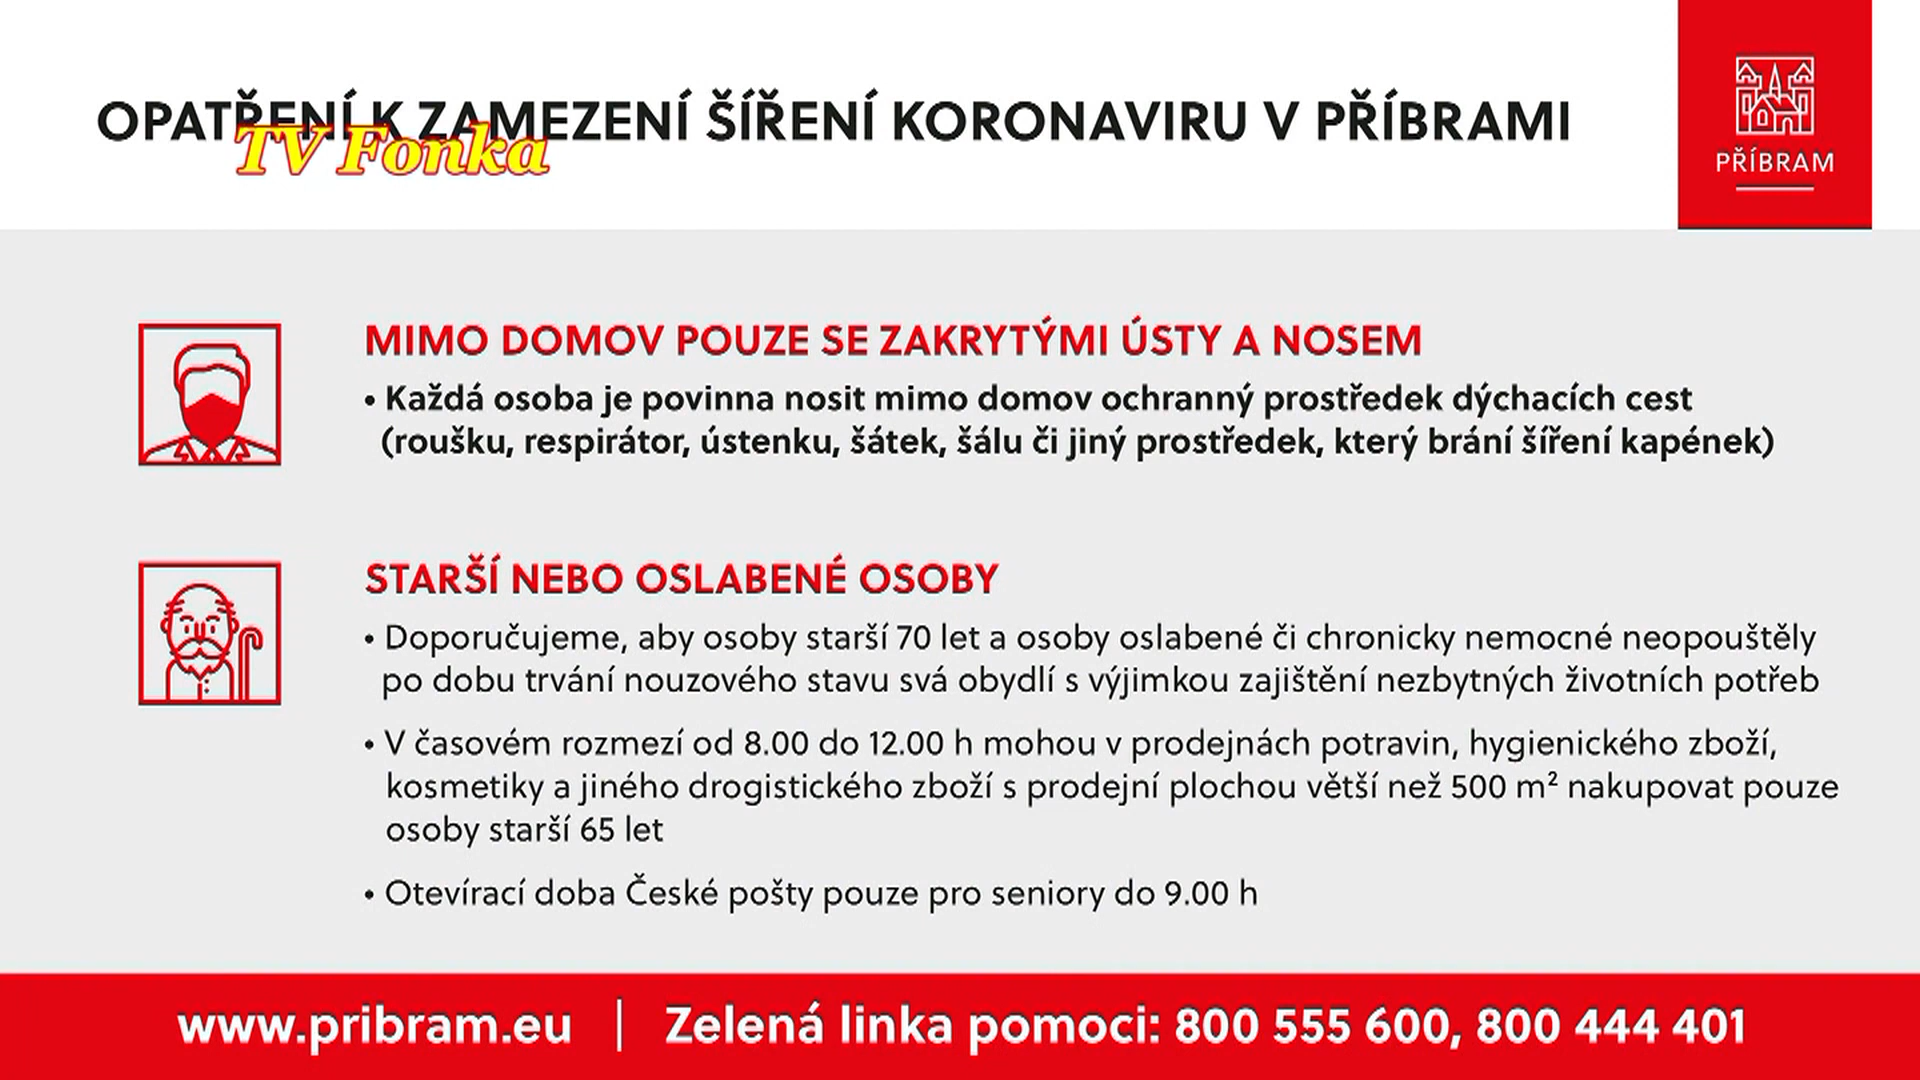 OPATŘENÍ K ZAMEZENÍ ŠÍŘENÍ KORONAVIRU V PŘÍBRAMI
TV Fonka
PŘÍBRAM
MIMO DOMOV POUZE SE ZAKRYTÝMI ÚSTY A NOSEM
• Každá osoba je povinna nosit mimo domov ochranný prostředek dýchacích cest
(roušku, respirátor, ústenku, šátek, šálu či jiný prostředek, který brání šíření kapének)
STARŠÍ NEBO OSLABENÉ OSOBY
• Doporučujeme, aby osoby starší 70 let a osoby oslabené či chronicky nemocné neopouštěly
po dobu trvání nouzového stavu svá obydlí s výjimkou zajištění nezbytných životních potřeb
• V časovém rozmezí od 8.00 do 12.00 h mohou v prodejnách potravin, hygienického zboží,
kosmetiky a jiného drogistického zboží s prodejní plochou větší než 500 m² nakupovat pouze
osoby starší 65 let
• Otevírací doba České pošty pouze pro seniory do 9.00 h
www.pribram.eu | Zelená linka pomoci: 800 555 600, 800 444 401